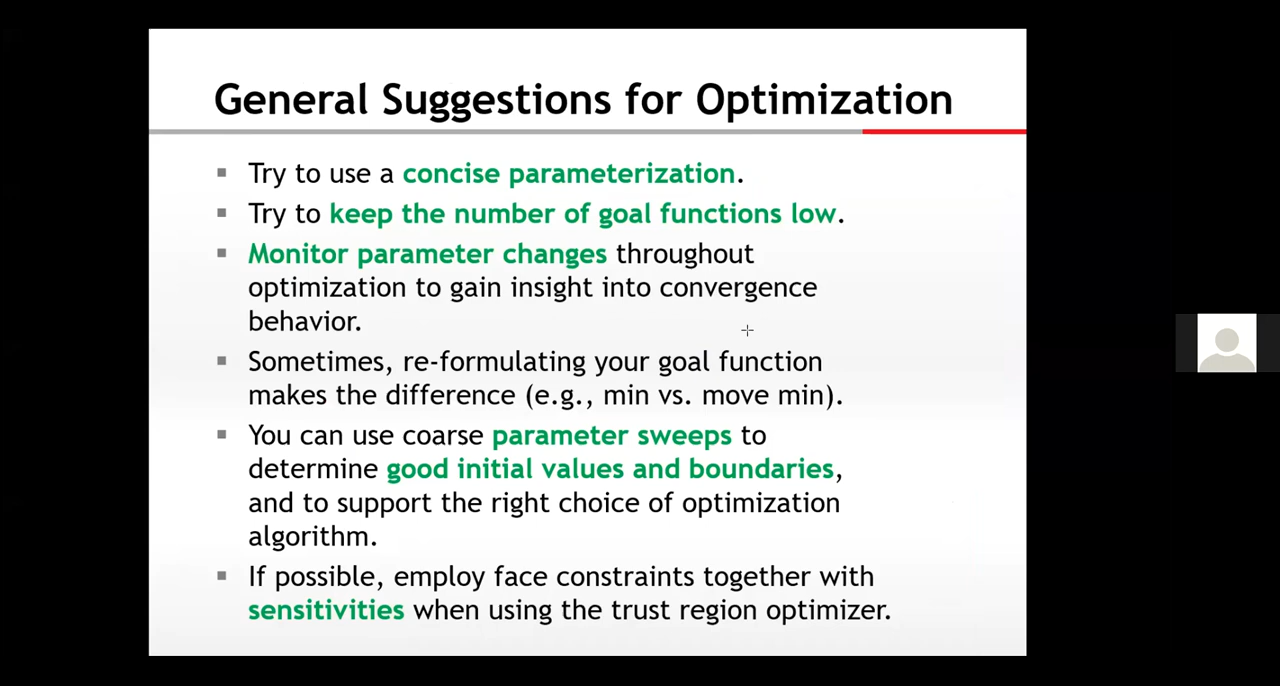 General Suggestions for Optimization
▪ Try to use a concise parameterization.
▪ Try to keep the number of goal functions low.
▪ Monitor parameter changes throughout
optimization to gain insight into convergence
behavior.
▪ Sometimes, re-formulating your goal function
makes the difference (e.g., min vs. move min).
▪ You can use coarse parameter sweeps to
determine good initial values and boundaries,
and to support the right choice of optimization
algorithm.
▪ If possible, employ face constraints together with
sensitivities when using the trust region optimizer.